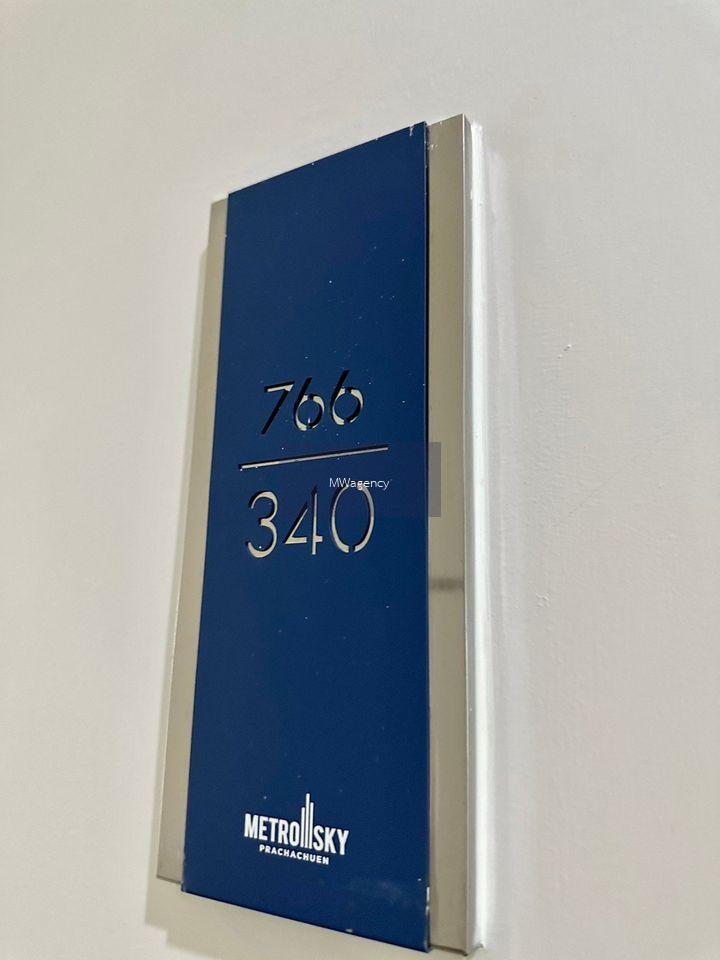 766
340
MWagency
METRO SKY
PRACHACHUEN